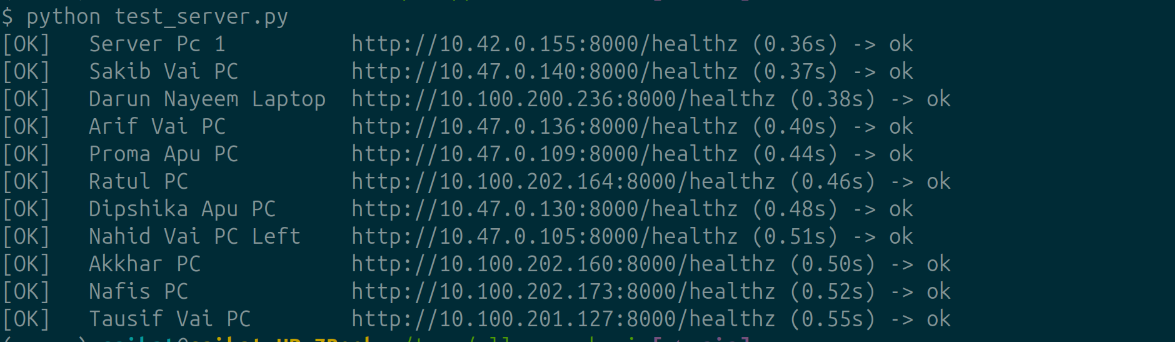 $ python test_server.py
[OK] Server Pc 1 http://10.42.0.155:8000/healthz (0.36s) -> ok
[OK] Sakib Vai PC http://10.47.0.140:8000/healthz (0.37s) -> ok
[OK] Darun Nayeem Laptop http://10.100.200.236:8000/healthz (0.38s) -> ok
[OK] Arif Vai PC http://10.47.0.136:8000/healthz (0.40s) -> ok
[OK] Proma Apu PC http://10.47.0.109:8000/healthz (0.44s) -> ok
[OK] Ratul PC http://10.100.202.164:8000/healthz (0.46s) -> ok
[OK] Dipshika Apu PC http://10.47.0.130:8000/healthz (0.48s) -> ok
[OK] Nahid Vai PC Left http://10.47.0.105:8000/healthz (0.51s) -> ok
[OK] Akkhar PC http://10.100.202.160:8000/healthz (0.50s) -> ok
[OK] Nafis PC http://10.100.202.173:8000/healthz (0.52s) -> ok
[OK] Tausif Vai PC http://10.100.201.127:8000/healthz (0.55s) -> ok